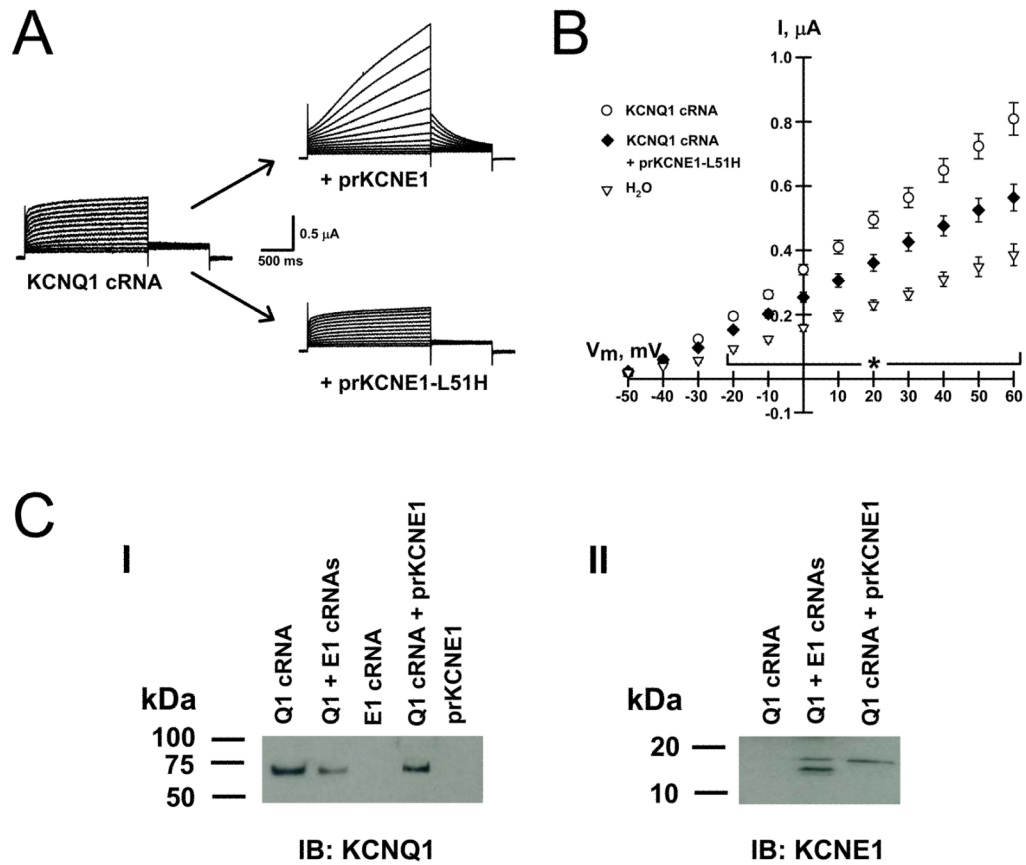 A
KCNQ1 cRNA
+ prKCNE1
0.5 µA
500 ms
+ prKCNE1-L51H
B
I, µA
1.0
0.8
0.6
0.4
0.2
-0.1
KCNQ1 cRNA
KCNQ1 cRNA
+ prKCNE1-L51H
H₂O
Vm, mV
*
-50 -40 -30 -20 -10 10 20 30 40 50 60
C
I
Q1 cRNA
Q1 + E1 cRNAs
E1 cRNA
Q1 cRNA + prKCNE1
prKCNE1
kDa
100
75
50
IB: KCNQ1
II
Q1 cRNA
Q1 + E1 cRNAs
Q1 cRNA + prKCNE1
kDa
20
10
IB: KCNE1